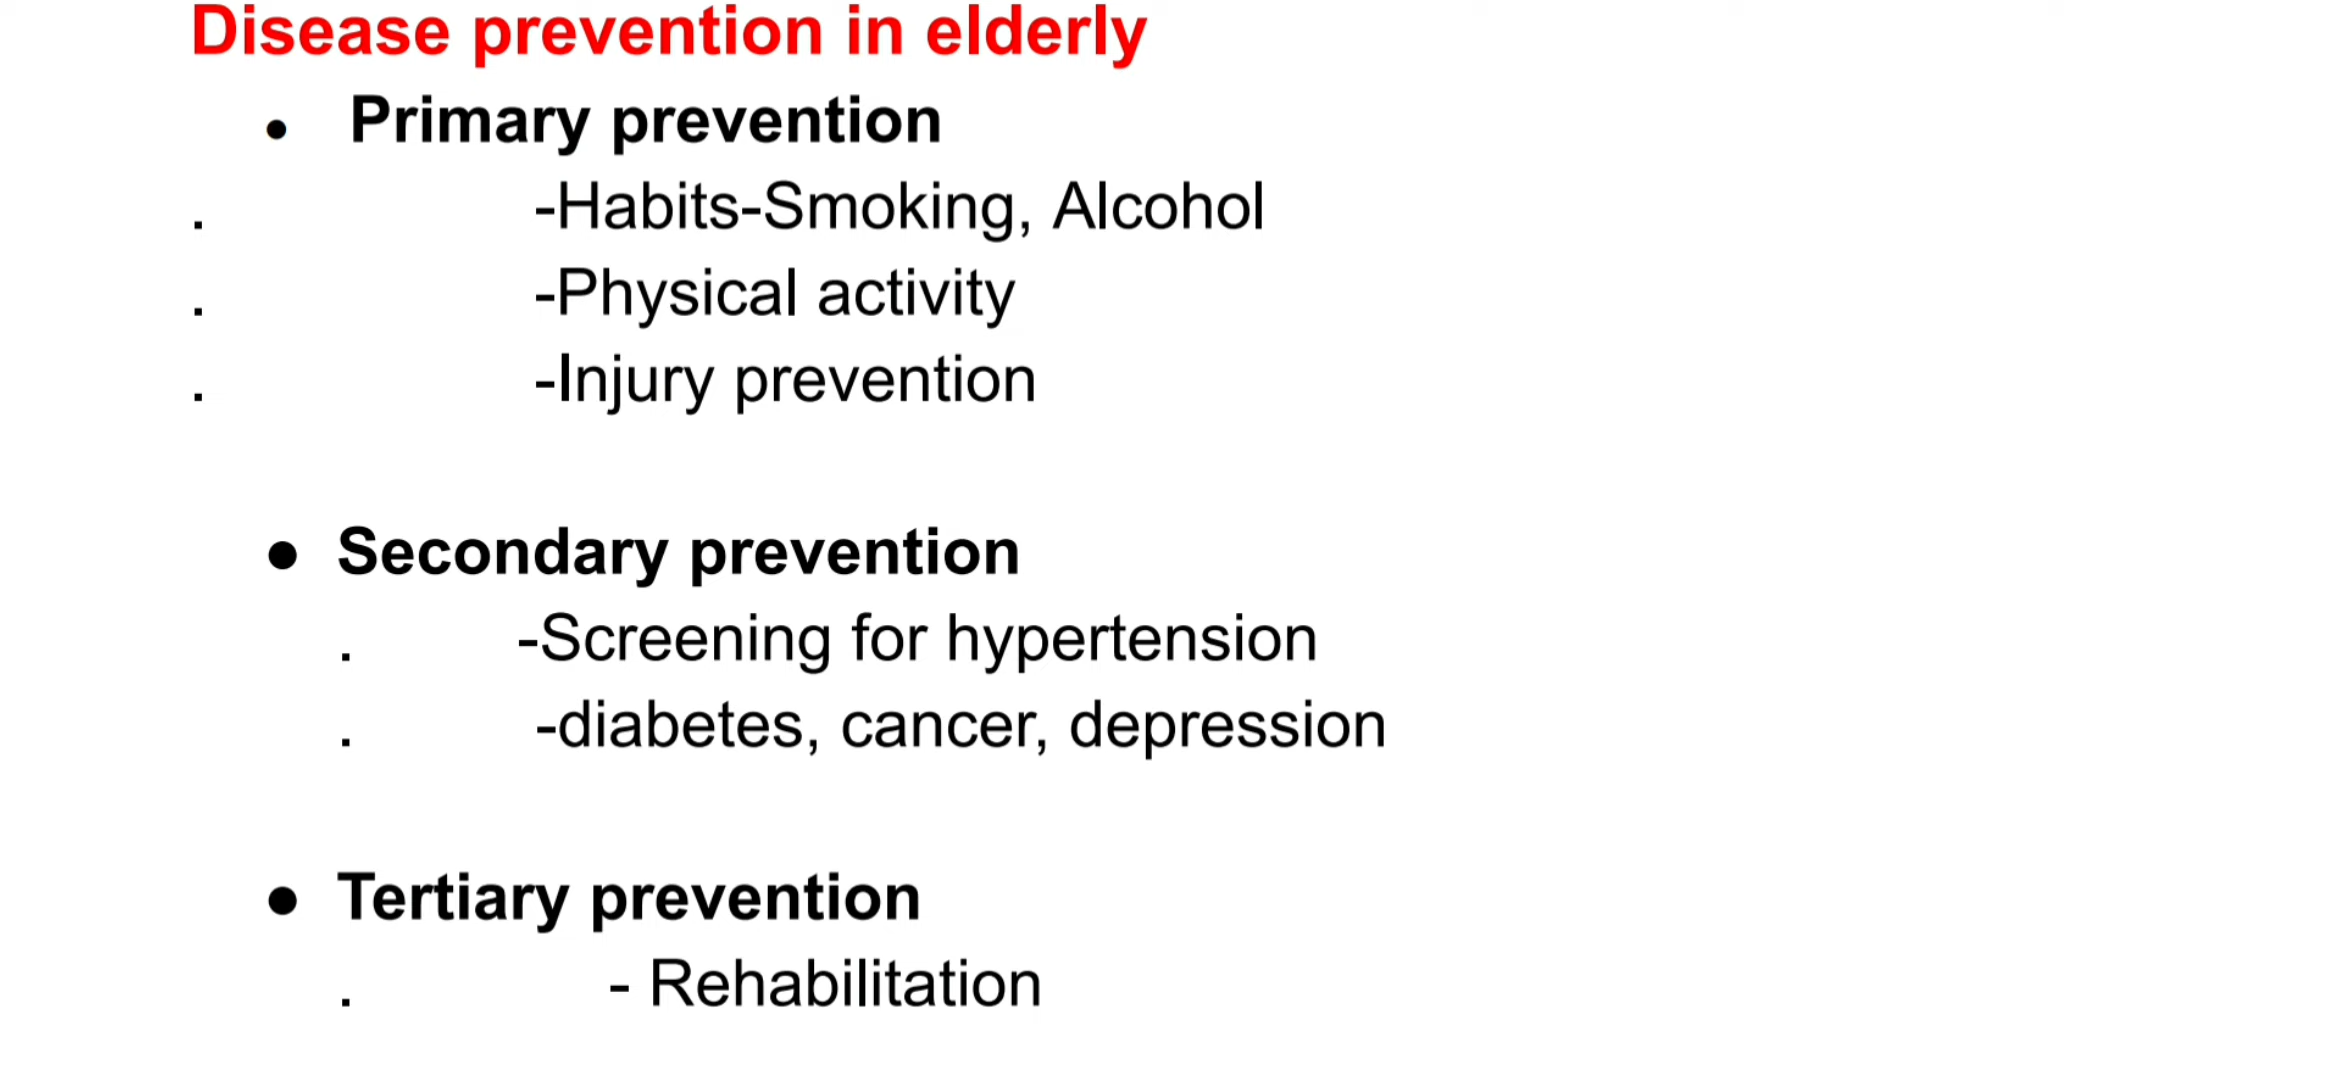 Disease prevention in elderly
• Primary prevention
. -Habits-Smoking, Alcohol
. -Physical activity
. -Injury prevention
● Secondary prevention
. -Screening for hypertension
. -diabetes, cancer, depression
● Tertiary prevention
. - Rehabilitation